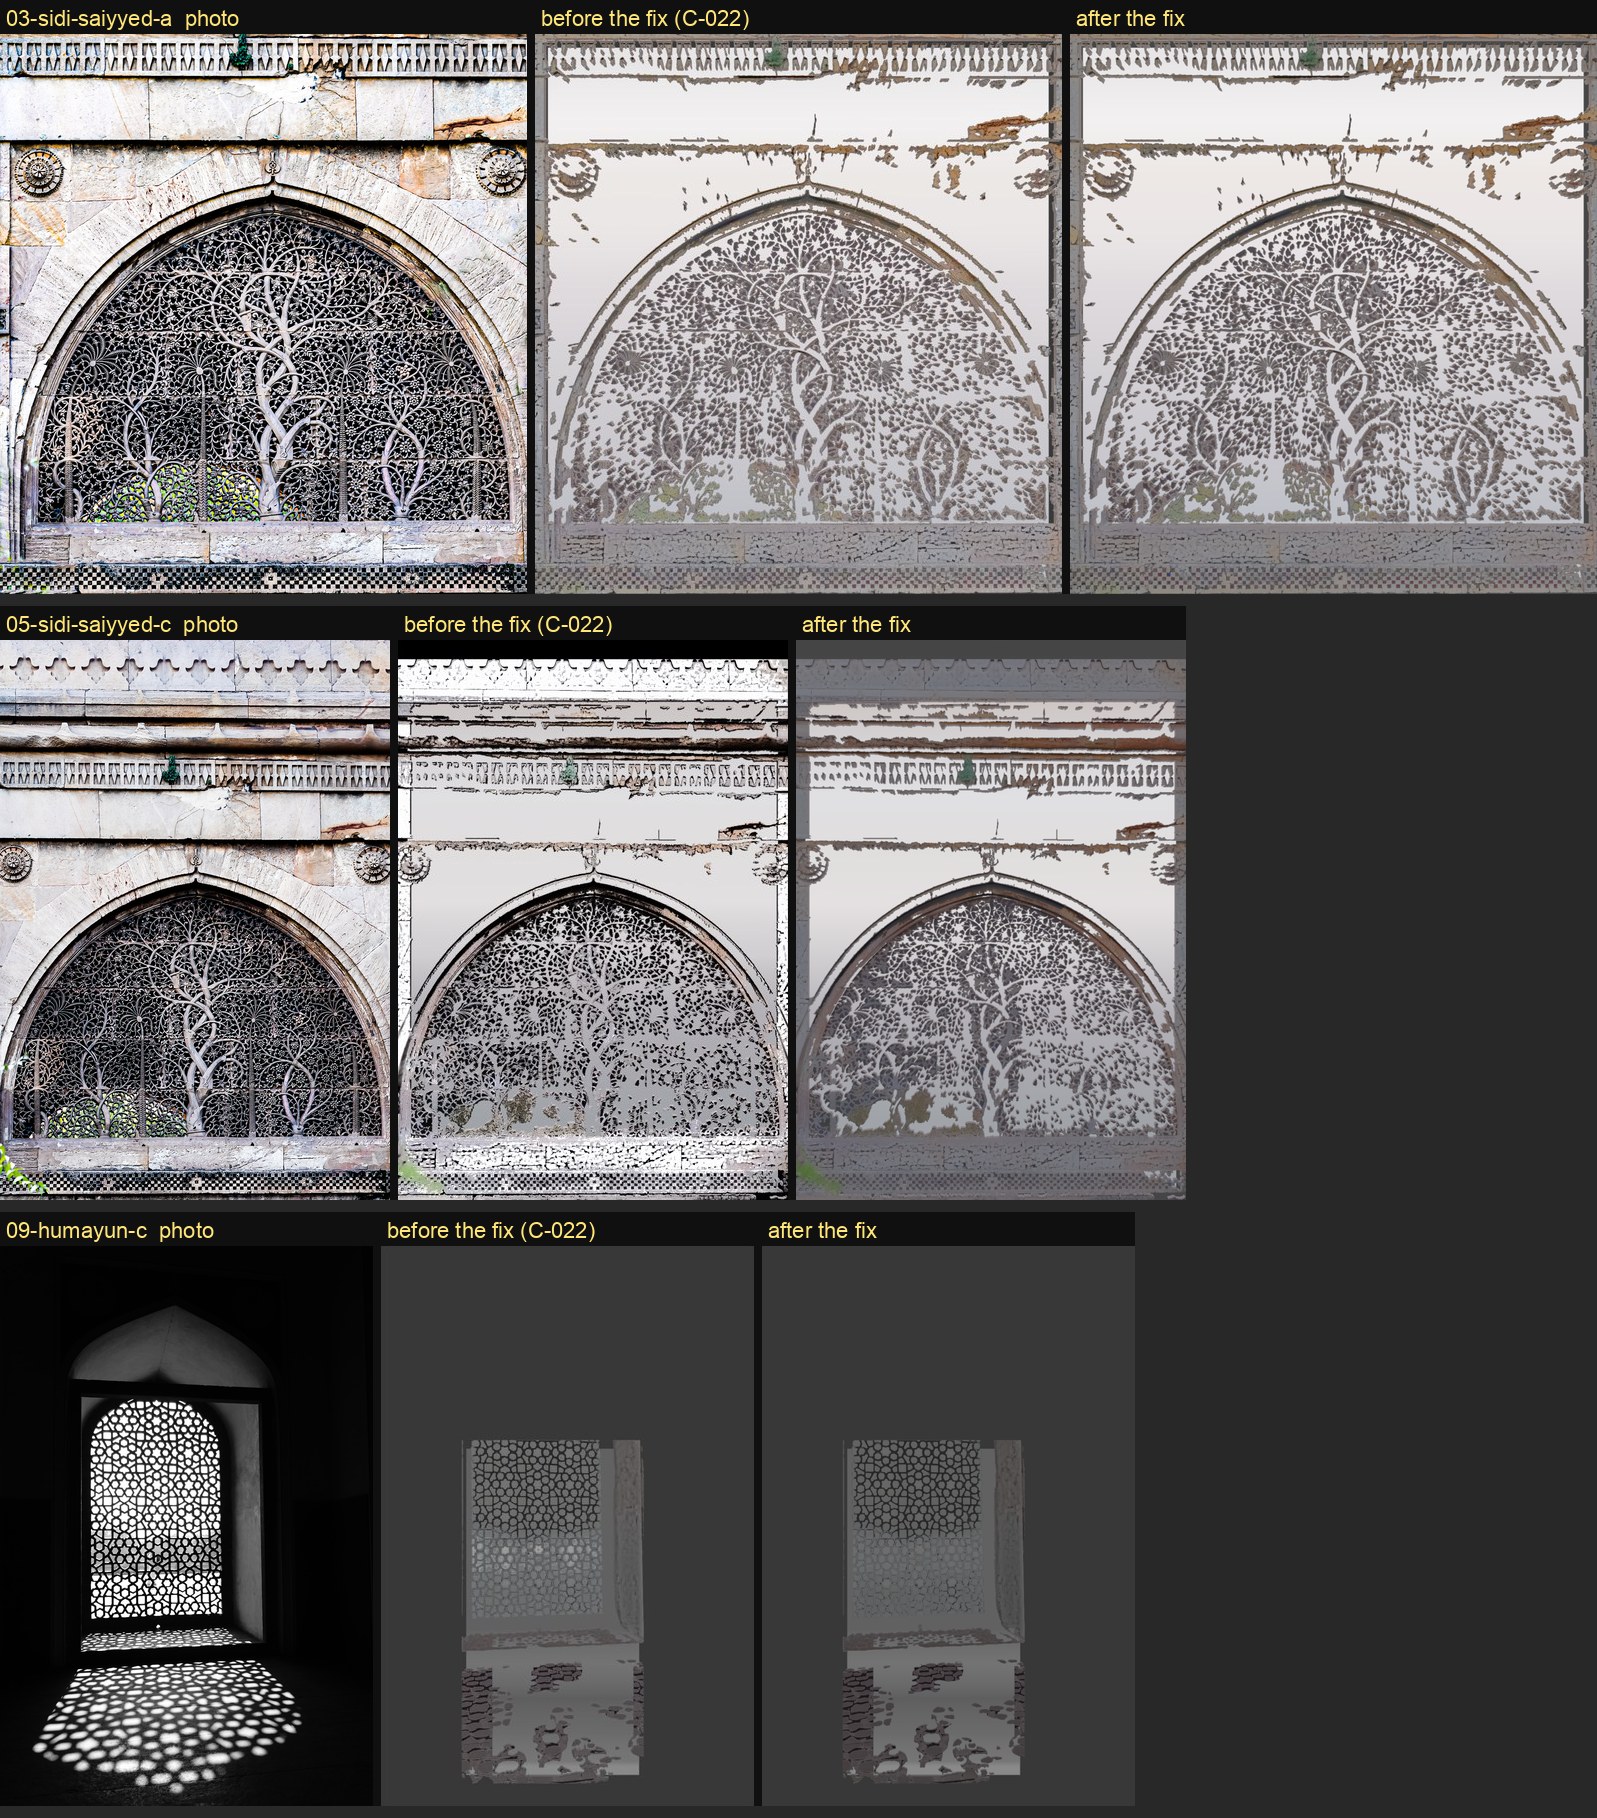 03-sidi-saiyyed-a photo
before the fix (C-022)
after the fix
05-sidi-saiyyed-c photo
before the fix (C-022)
after the fix
09-humayun-c photo
before the fix (C-022)
after the fix